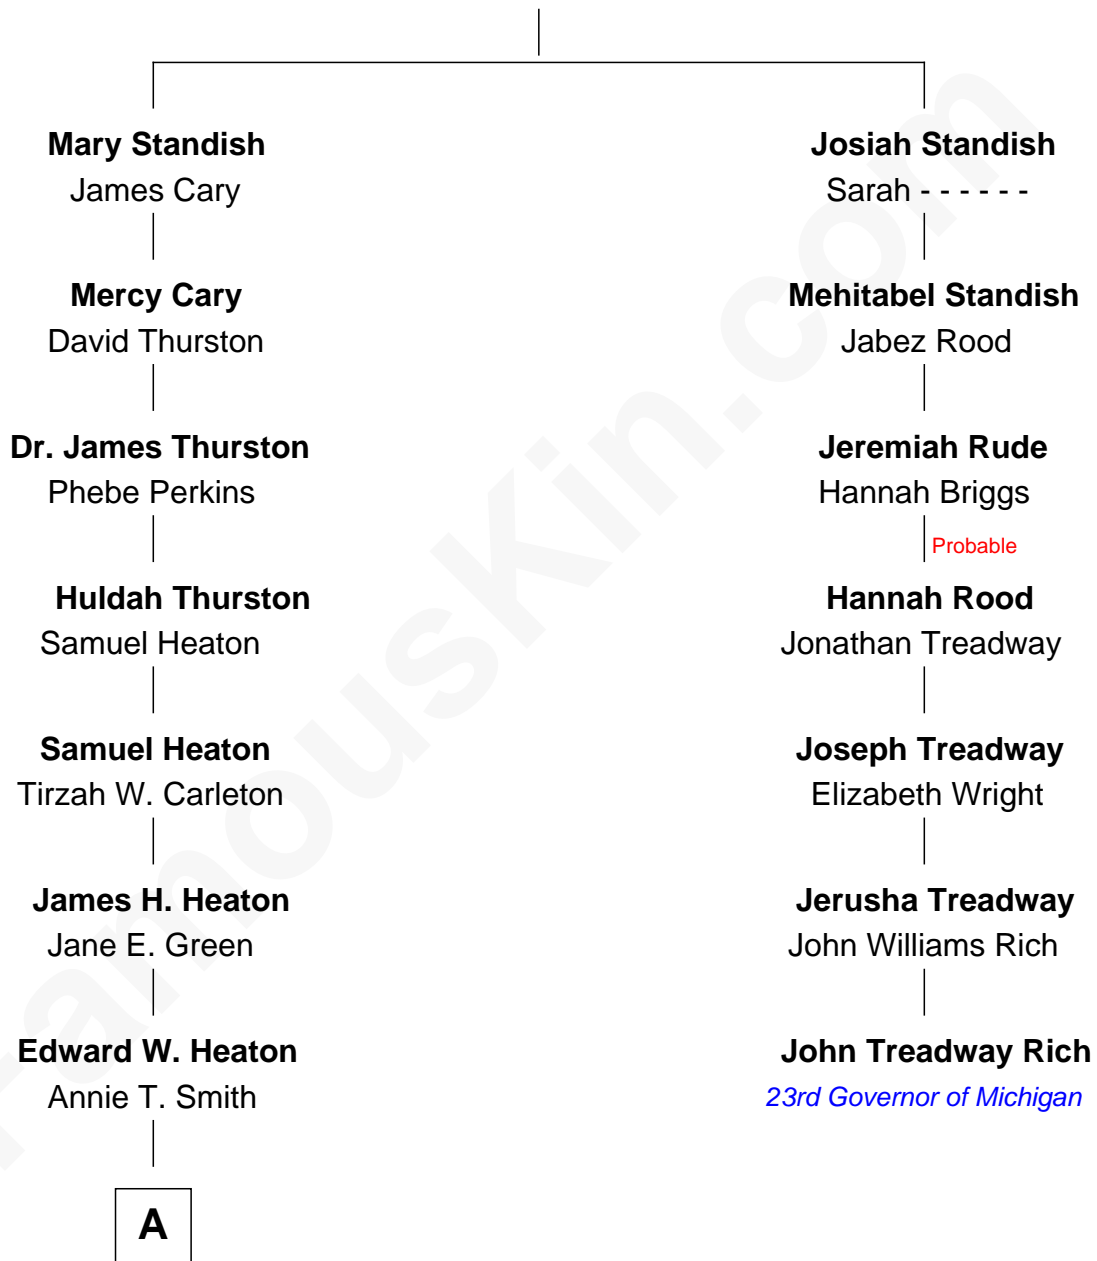 Mary Standish
James Cary
Mercy Cary
David Thurston
Dr. James Thurston
Phebe Perkins
Huldah Thurston
Samuel Heaton
Samuel Heaton
Tirzah W. Carleton
James H. Heaton
Jane E. Green
Edward W. Heaton
Annie T. Smith
A
Josiah Standish
Sarah - - - - - -
Mehitabel Standish
Jabez Rood
Jeremiah Rude
Hannah Briggs
Probable
Hannah Rood
Jonathan Treadway
Joseph Treadway
Elizabeth Wright
Jerusha Treadway
John Williams Rich
John Treadway Rich
23rd Governor of Michigan
FamousKin.com